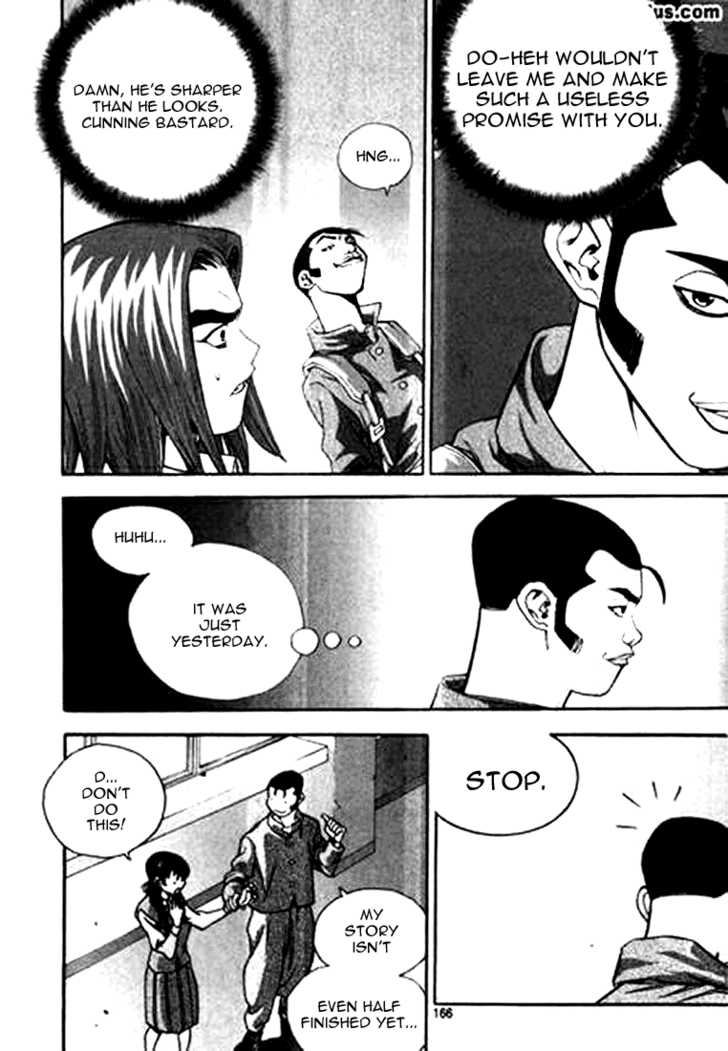 us.com
DAMN, HE'S SHARPER
THAN HE LOOKS.
CUNNING BASTARD.
HNG...
DO-HEH WOULDN'T
LEAVE ME AND MAKE
SUCH A USELESS
PROMISE WITH YOU.
HUHU...
IT WAS
JUST
YESTERDAY.
D...
DON'T
DO
THIS!
MY
STORY
ISN'T
EVEN HALF
FINISHED YET...
STOP.
166